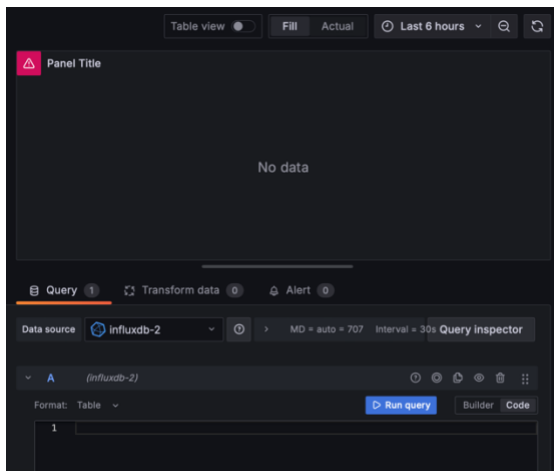 Table view Fill Actual Last 6 hours
Panel Title
No data
Query 1 Transform data 0 Alert 0
Data source influxdb-2 MD = auto = 707 Interval = 30s Query inspector
A (influxdb-2)
Format: Table Run query Builder Code
1